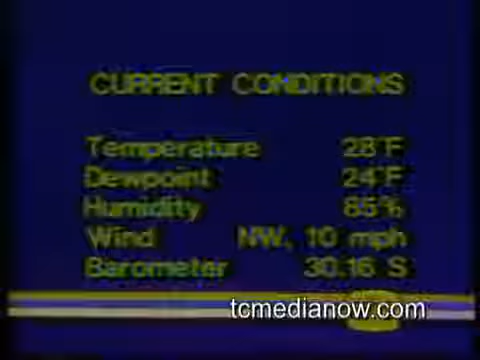 CURRENT CONDITIONS
Temperature 28°F
Dewpoint 24°F
Humidity 85%
Wind NW, 10 mph
Barometer 30.16 S
tcmedianow.com